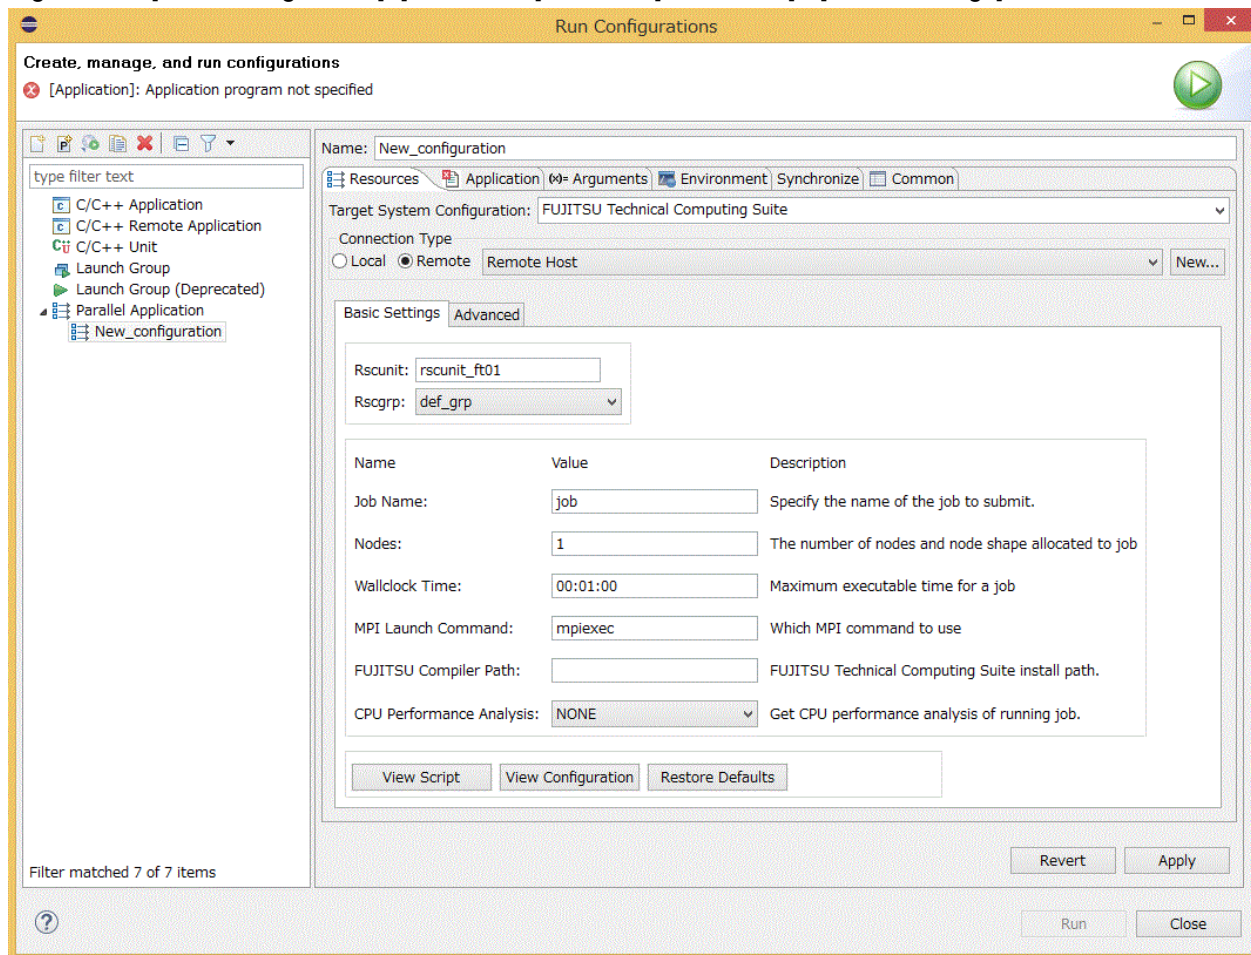 Run Configurations
Create, manage, and run configurations
[Application]: Application program not specified
type filter text
C/C++ Application
C/C++ Remote Application
C/C++ Unit
Launch Group
Launch Group (Deprecated)
Parallel Application
New_configuration
Filter matched 7 of 7 items
Name: New_configuration
Resources Application (x)= Arguments Environment Synchronize Common
Target System Configuration: FUJITSU Technical Computing Suite
Connection Type
Local Remote Remote Host New...
Basic Settings Advanced
Rscunit: rscunit_ft01
Rscgrp: def_grp
Name Value Description
Job Name: job Specify the name of the job to submit.
Nodes: 1 The number of nodes and node shape allocated to job
Wallclock Time: 00:01:00 Maximum executable time for a job
MPI Launch Command: mpiexec Which MPI command to use
FUJITSU Compiler Path: FUJITSU Technical Computing Suite install path.
CPU Performance Analysis: NONE Get CPU performance analysis of running job.
View Script View Configuration Restore Defaults
Revert Apply
Run Close